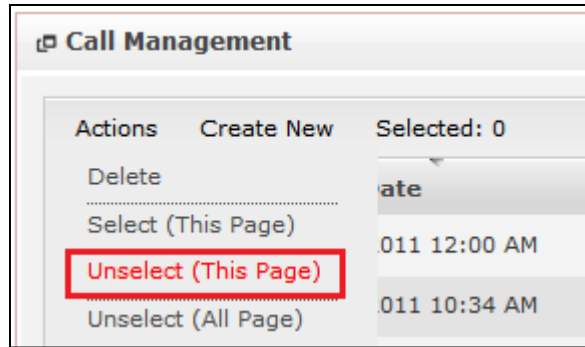 Call Management
Actions Create New Selected: 0
Delete
ate
Select (This Page)
011 12:00 AM
Unselect (This Page)
011 10:34 AM
Unselect (All Page)